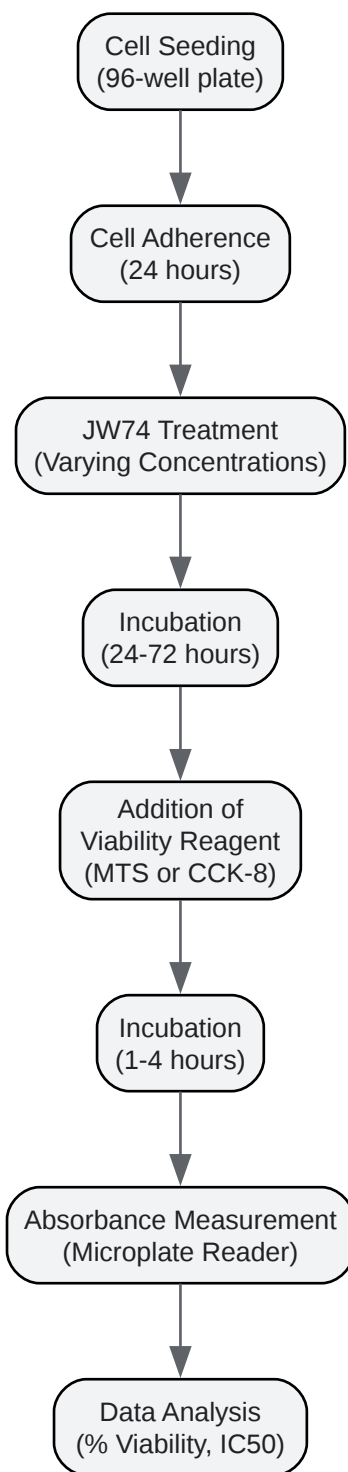 Cell Seeding
(96-well plate)
Cell Adherence
(24 hours)
JW74 Treatment
(Varying Concentrations)
Incubation
(24-72 hours)
Addition of
Viability Reagent
(MTS or CCK-8)
Incubation
(1-4 hours)
Absorbance Measurement
(Microplate Reader)
Data Analysis
(% Viability, IC50)